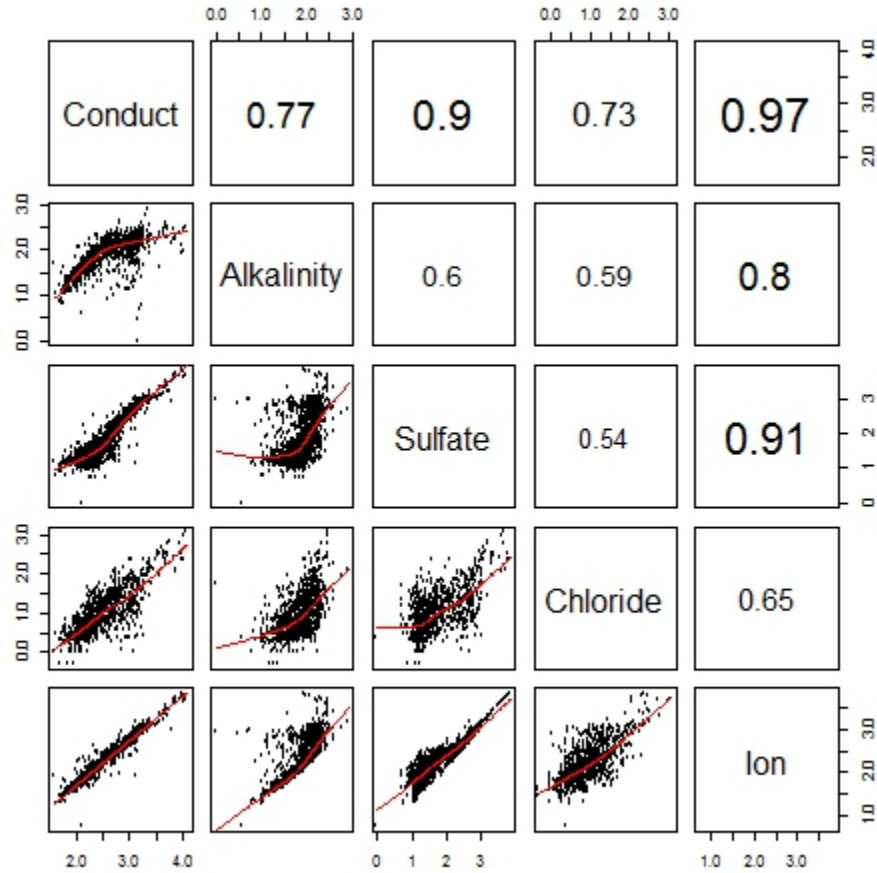 0.0 1.0 2.0 3.0 0.0 1.0 2.0 3.0
Conduct 0.77 0.9 0.73 0.97
2.0 3.0 4.0
0.0 1.0 2.0 3.0
Alkalinity 0.6 0.59 0.8
Sulfate 0.54 0.91
0 1 2 3
0.0 1.0 2.0 3.0
Chloride 0.65
Ion
1.0 2.0 3.0
2.0 3.0 4.0 0 1 2 3 1.0 2.0 3.0